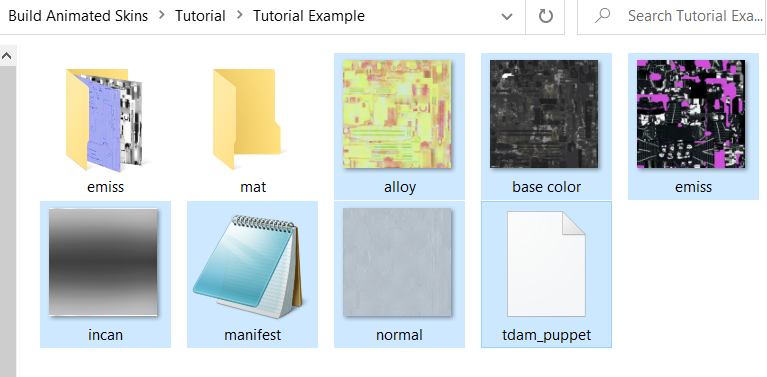 Build Animated Skins > Tutorial > Tutorial Example
Search Tutorial Exa...
emiss
mat
alloy
base color
emiss
incan
manifest
normal
tdam_puppet